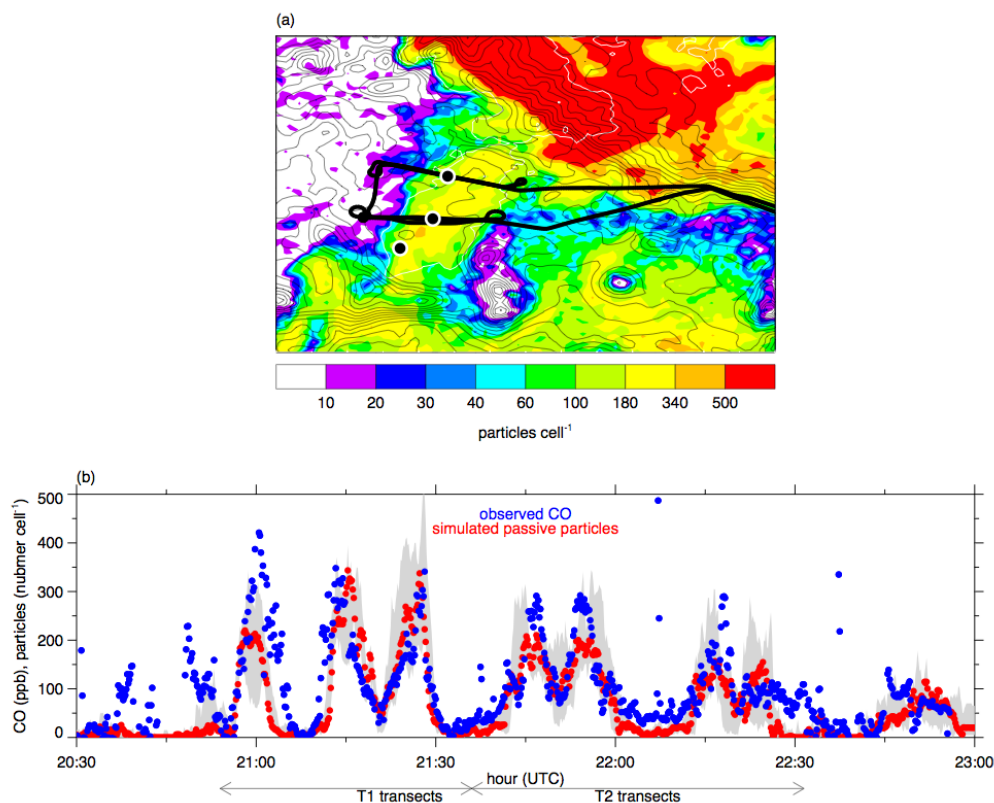 (a)
10 20 30 40 60 100 180 340 500
particles cell-1
(b)
500
400
300
200
100
0
CO (ppb), particles (nubmer cell-1)
observed CO
simulated passive particles
20:30 21:00 21:30 22:00 22:30 23:00
hour (UTC)
T1 transects T2 transects